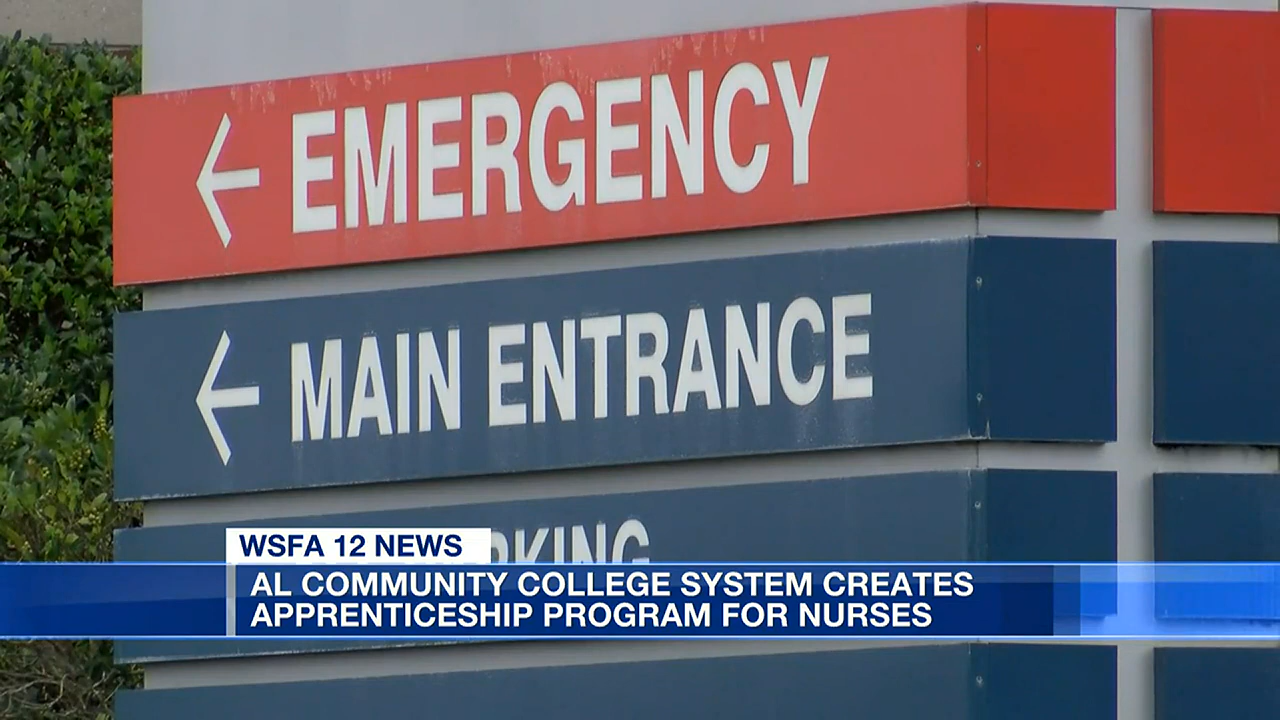 EMERGENCY
MAIN ENTRANCE
WSFA 12 NEWS
AL COMMUNITY COLLEGE SYSTEM CREATES
APPRENTICESHIP PROGRAM FOR NURSES